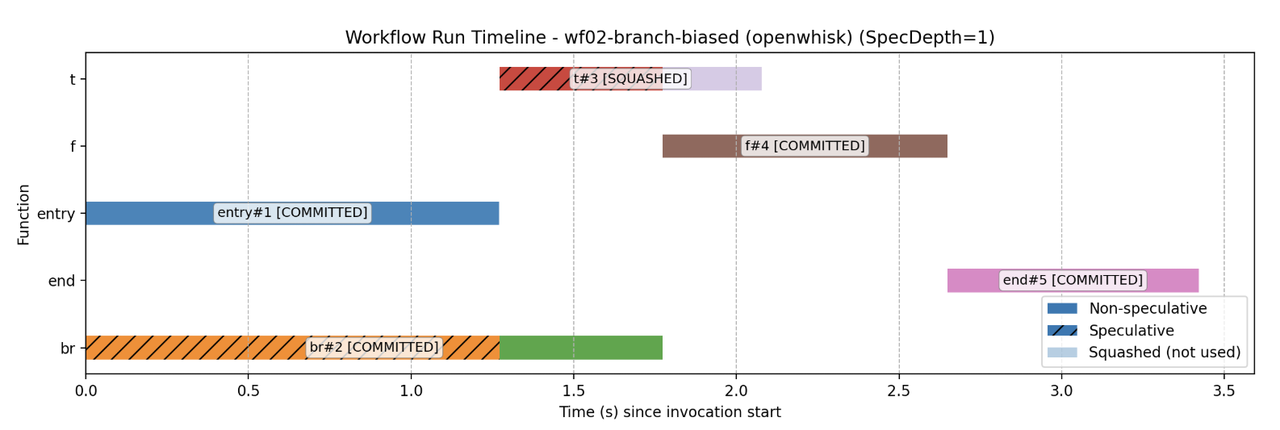 Workflow Run Timeline - wf02-branch-biased (openwhisk) (SpecDepth=1)
Function
t
t#3 [SQUASHED]
f
f#4 [COMMITTED]
entry
entry#1 [COMMITTED]
end
end#5 [COMMITTED]
br
br#2 [COMMITTED]
Non-speculative
Speculative
Squashed (not used)
0.0 0.5 1.0 1.5 2.0 2.5 3.0 3.5
Time (s) since invocation start